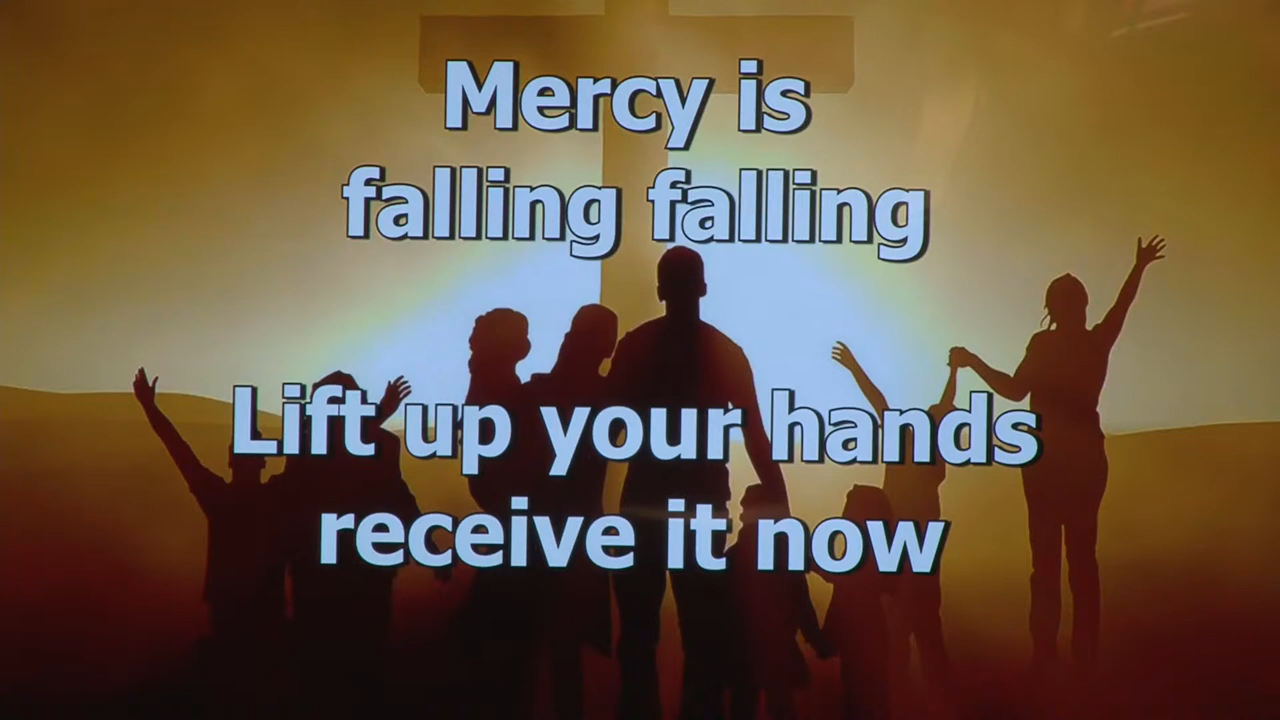 Mercy is
falling falling
Lift up your hands
receive it now